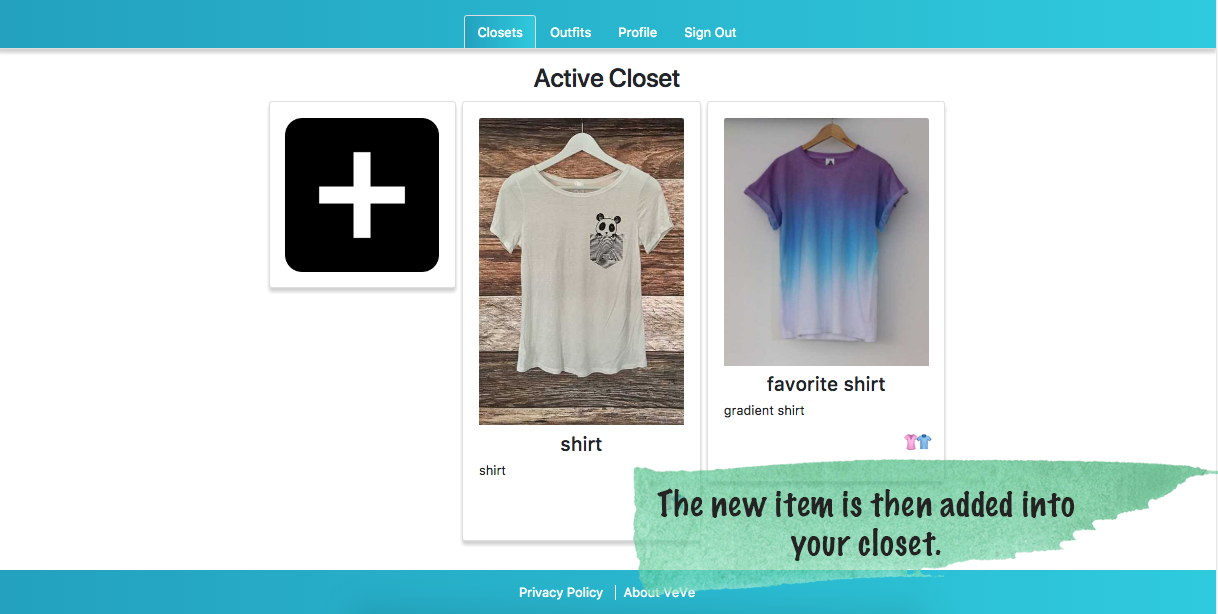 Closets Outfits Profile Sign Out
Active Closet
shirt
shirt
favorite shirt
gradient shirt
The new item is then added into
your closet.
Privacy Policy About VeVe